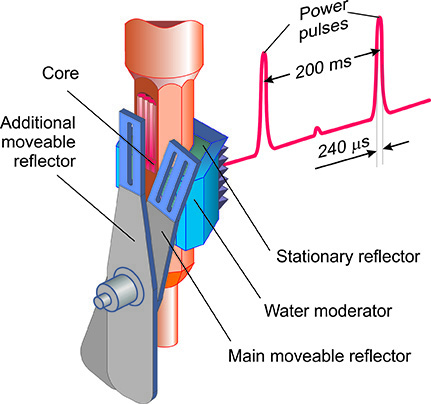 Power
pulses
200 ms
240 μs
Core
Additional
moveable
reflector
Stationary reflector
Water moderator
Main moveable reflector